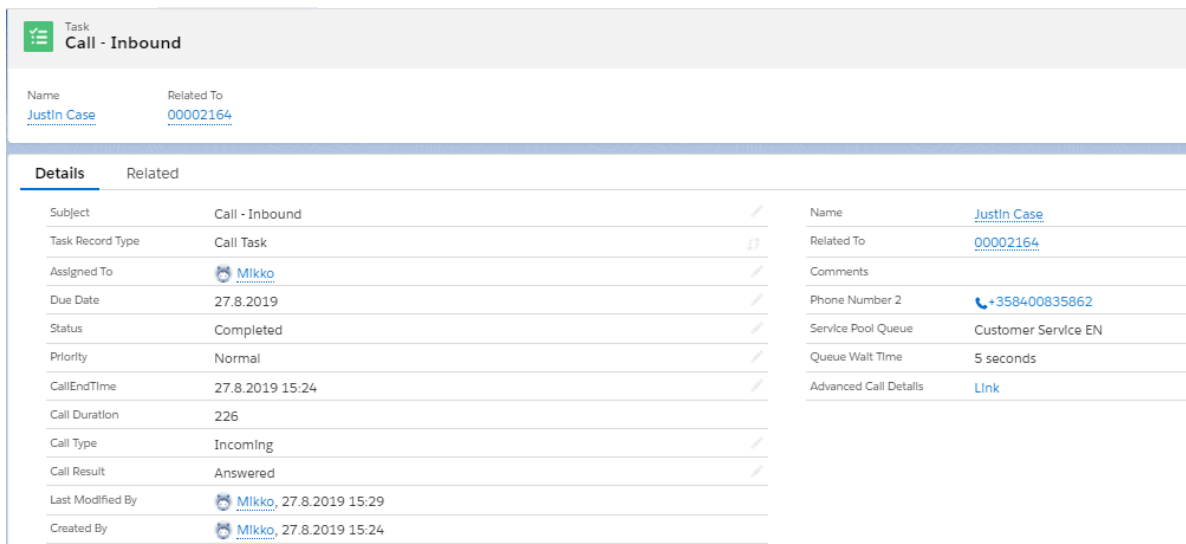 Task
Call - Inbound
Name Related To
Justin Case 00002164
Details Related
Subject Call - Inbound
Task Record Type Call Task
Assigned To Mikko
Due Date 27.8.2019
Status Completed
Priority Normal
CallEndTime 27.8.2019 15:24
Call Duration 226
Call Type Incoming
Call Result Answered
Last Modified By Mikko, 27.8.2019 15:29
Created By Mikko, 27.8.2019 15:24
Name Justin Case
Related To 00002164
Comments
Phone Number 2 +358400835862
Service Pool Queue Customer Service EN
Queue Wait Time 5 seconds
Advanced Call Details Link